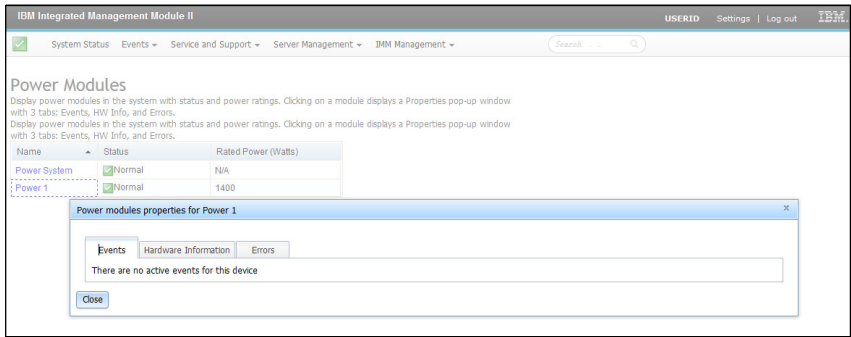 IBM Integrated Management Module II
USERID Settings | Log out IBM.
System Status Events Service and Support Server Management IMM Management Search. . .
Power Modules
Display power modules in the system with status and power ratings. Clicking on a module displays a Properties pop-up window
with 3 tabs: Events, HW Info, and Errors.
Display power modules in the system with status and power ratings. Clicking on a module displays a Properties pop-up window
with 3 tabs: Events, HW Info, and Errors.
Name Status Rated Power (Watts)
Power System Normal N/A
Power 1 Normal 1400
Power modules properties for Power 1 x
Events Hardware Information Errors
There are no active events for this device
Close